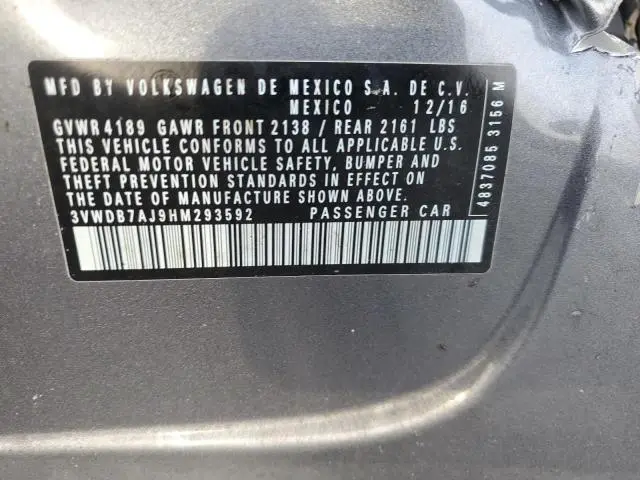 MFD BY VOLKSWAGEN DE MEXICO S.A. DE C.V.
MEXICO 12/16
GVWR 4189 GAWR FRONT 2138 / REAR 2161 LBS
THIS VEHICLE CONFORMS TO ALL APPLICABLE U.S.
FEDERAL MOTOR VEHICLE SAFETY, BUMPER AND
THEFT PREVENTION STANDARDS IN EFFECT ON
THE DATE OF MANUFACTURE SHOWN ABOVE.
3VWDB7AJ9HM293592 PASSENGER CAR
4837085 3156 M